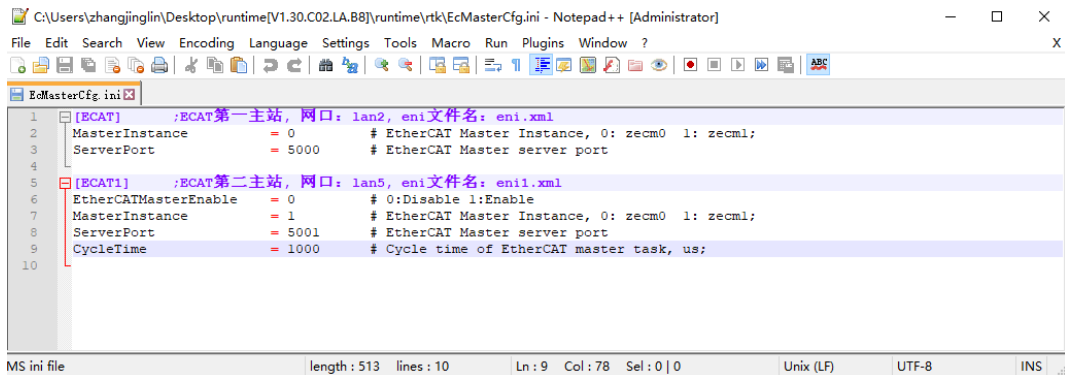 C:\Users\zhangjinglin\Desktop\runtime[V1.30.C02.LA.B8]\runtime\rtk\EcMasterCfg.ini - Notepad++ [Administrator]
File Edit Search View Encoding Language Settings Tools Macro Run Plugins Window ? X
ABC
EcMasterCfg.ini
1 [ECAT] ;ECAT第一主站, 网口: lan2, eni文件名: eni.xml
2 MasterInstance = 0 # EtherCAT Master Instance, 0: zecm0 1: zecm1;
3 ServerPort = 5000 # EtherCAT Master server port
4
5 [ECAT1] ;ECAT第二主站, 网口: lan5, eni文件名: eni1.xml
6 EtherCATMasterEnable = 0 # 0:Disable 1:Enable
7 MasterInstance = 1 # EtherCAT Master Instance, 0: zecm0 1: zecm1;
8 ServerPort = 5001 # EtherCAT Master server port
9 CycleTime = 1000 # Cycle time of EtherCAT master task, us;
10
MS ini file length : 513 lines : 10 Ln : 9 Col : 78 Sel : 0 | 0 Unix (LF) UTF-8 INS